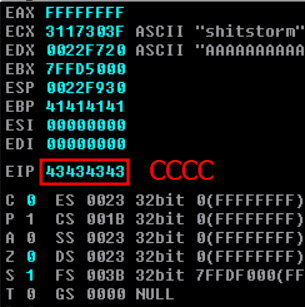 EAX FFFFFFFF
ECX 3117303F ASCII "shitstorm"
EDX 0022F720 ASCII "AAAAAAAAAA
EBX 7FFD5000
ESP 0022F930
EBP 41414141
ESI 00000000
EDI 00000000
EIP 43434343 CCCC
C 0 ES 0023 32bit 0(FFFFFFFF)
P 1 CS 001B 32bit 0(FFFFFFFF)
A 0 SS 0023 32bit 0(FFFFFFFF)
Z 0 DS 0023 32bit 0(FFFFFFFF)
S 1 FS 003B 32bit 7FFDF000(FF
T 0 GS 0000 NULL